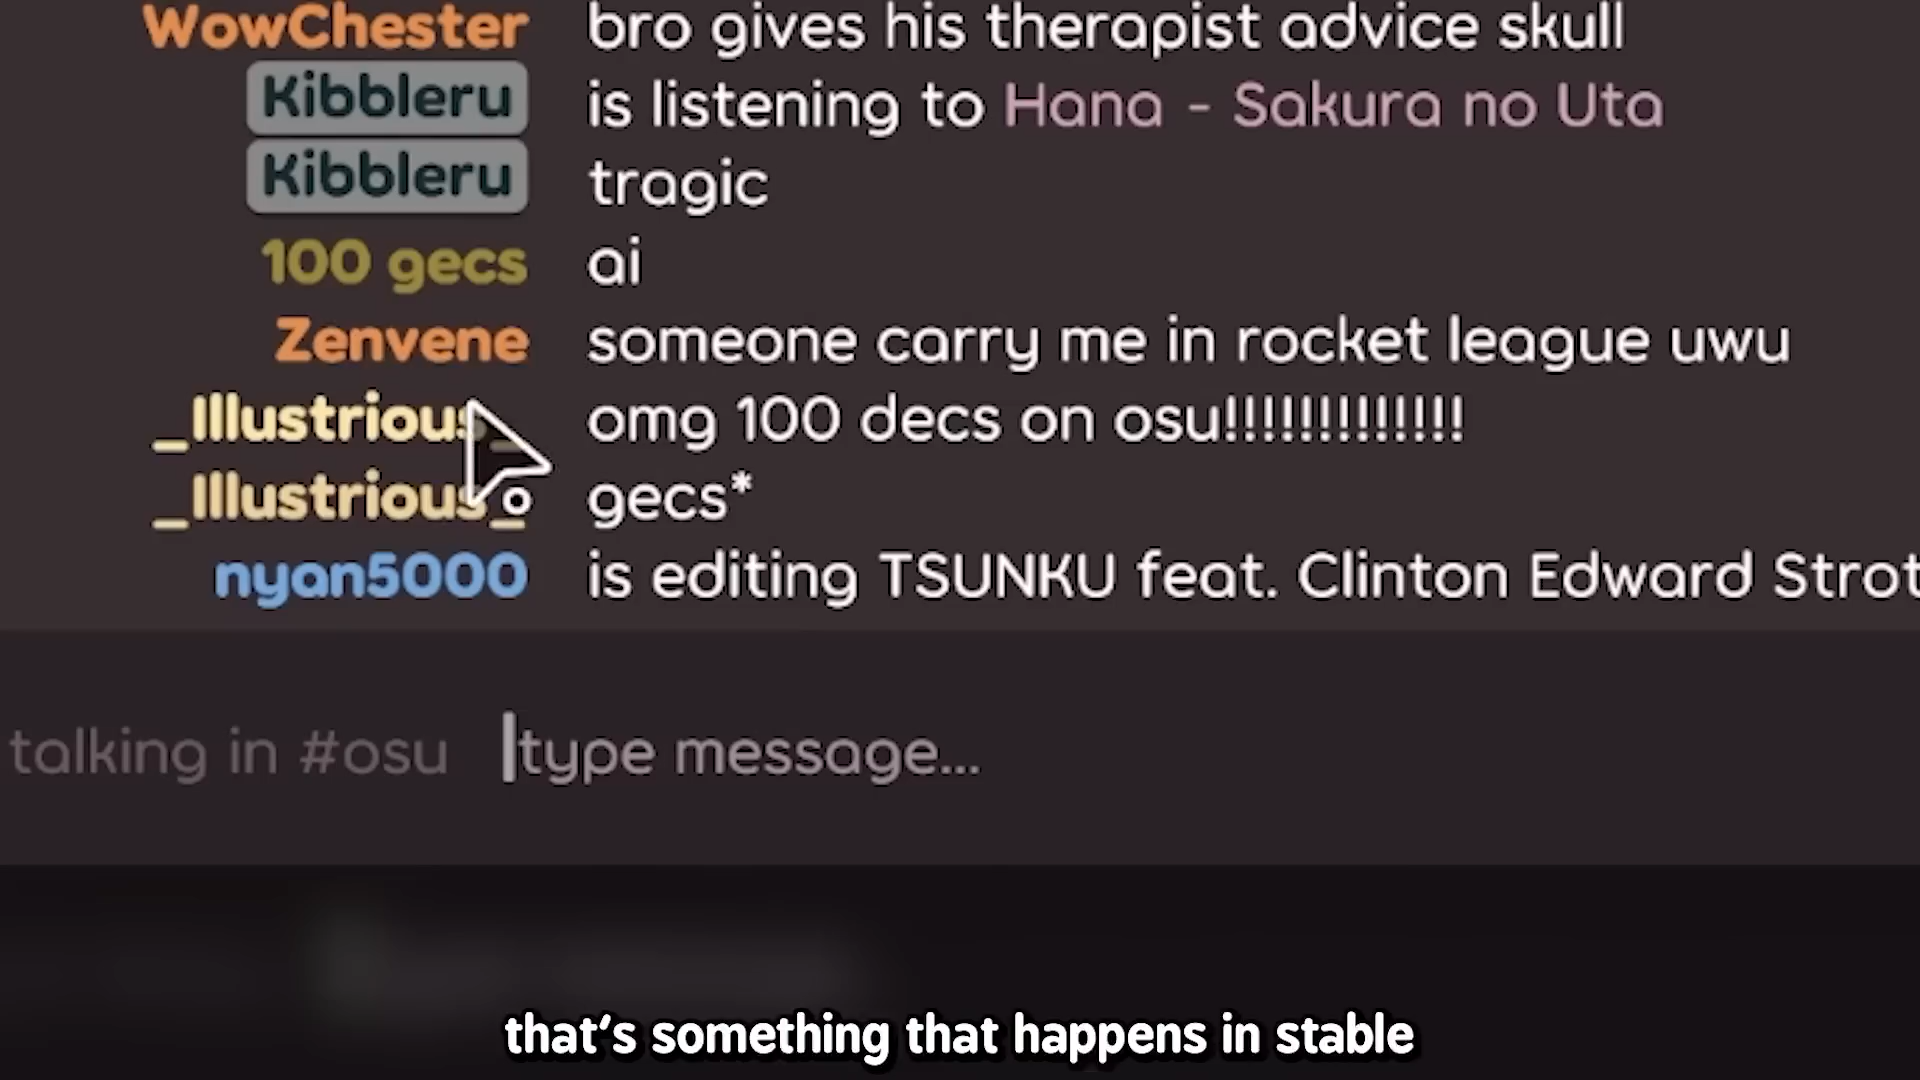 WowChester bro gives his therapist advice skull
Kibbleru is listening to Hana - Sakura no Uta
Kibbleru tragic
100 gecs ai
Zenvene someone carry me in rocket league uwu
_Illustrious_ omg 100 decs on osu!!!!!!!!!!!!!
_Illustrious_ gecs*
nyan5000 is editing TSUNKU feat. Clinton Edward Strot
talking in #osu type message...
that's something that happens in stable